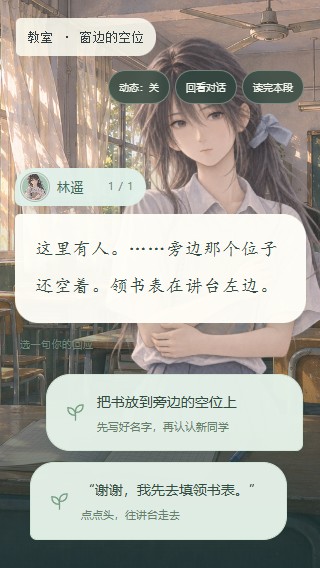 教室 · 窗边的空位
动态：关
回看对话
读完本段
林遥
1 / 1
这里有人。……旁边那个位子
还空着。领书表在讲台左边。
选一句你的回应
把书放到旁边的空位上
先写好名字，再认认新同学
“谢谢，我先去填领书表。”
点点头，往讲台走去